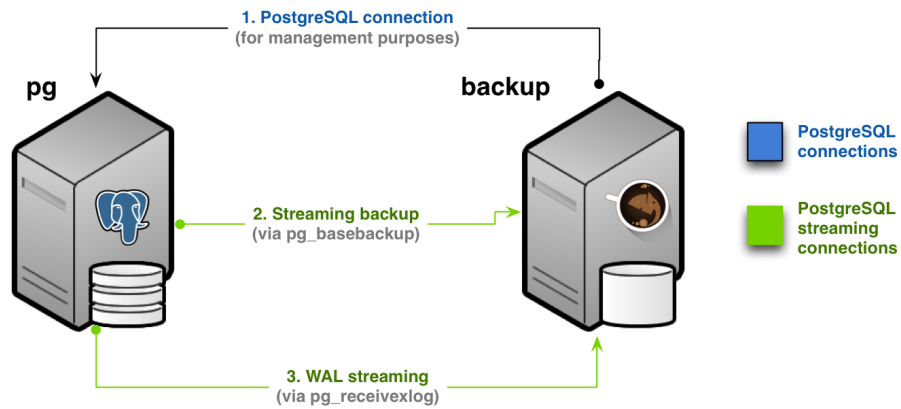 1. PostgreSQL connection
(for management purposes)
pg
backup
PostgreSQL
connections
2. Streaming backup
(via pg_basebackup)
PostgreSQL
streaming
connections
3. WAL streaming
(via pg_receivexlog)